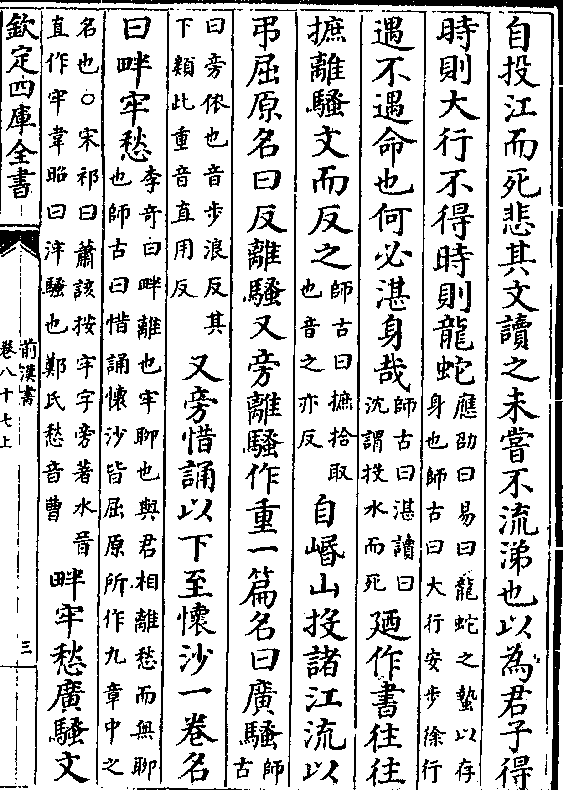 自投江而死悲其文讀之未嘗不流涕也以為君子得
時則大行不得時則龍蛇
應劭曰易曰龍蛇之蟄以存
身也師古曰大行安步徐行
遇不遇命也何必湛身哉
師古曰湛讀曰
沈謂投水而死
廼作書往往
摭離騷文而反之
師古曰摭拾取
也音之亦反
自㟭山投諸江流以
弔屈原名曰反離騷又旁離騷作重一篇名曰廣騷
師
古
曰旁依也音步浪反其
下類此重音直用反
又旁惜誦以下至懷沙一卷名
曰畔牢愁
李奇曰畔離也牢聊也與君相離愁而無聊
也師古曰惜誦懷沙皆屈原所作九章中之
名也○宋祁曰蕭該按牢字旁著水晉
直作牢韋昭曰泮騷也鄭氏愁音曹
畔牢愁廣騷文
欽定四庫全書
前漢書
卷八十七上
三